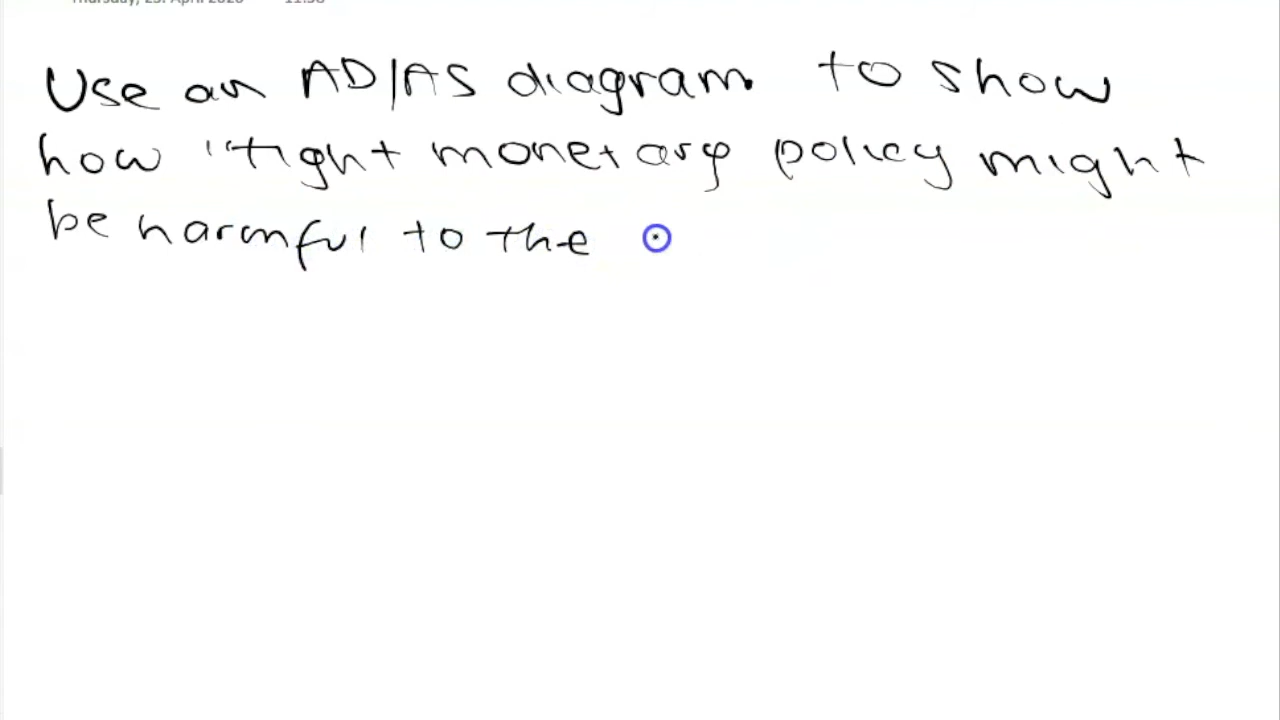 Use an AD/AS diagram to show
how "tight monetary policy might
be harmful to the